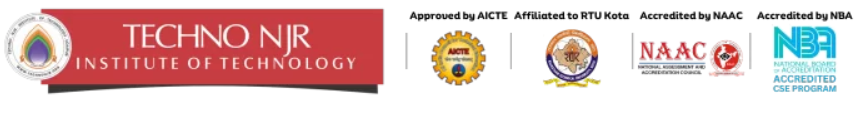 TECHNO NJR
INSTITUTE OF TECHNOLOGY
Approved by AICTE
AICTE
Affiliated to RTU Kota
Accredited by NAAC
NAAC
NATIONAL ASSESSMENT AND
ACCREDITATION COUNCIL
Accredited by NBA
NBA
NATIONAL BOARD
of ACCREDITATION
ACCREDITED
CSE PROGRAM